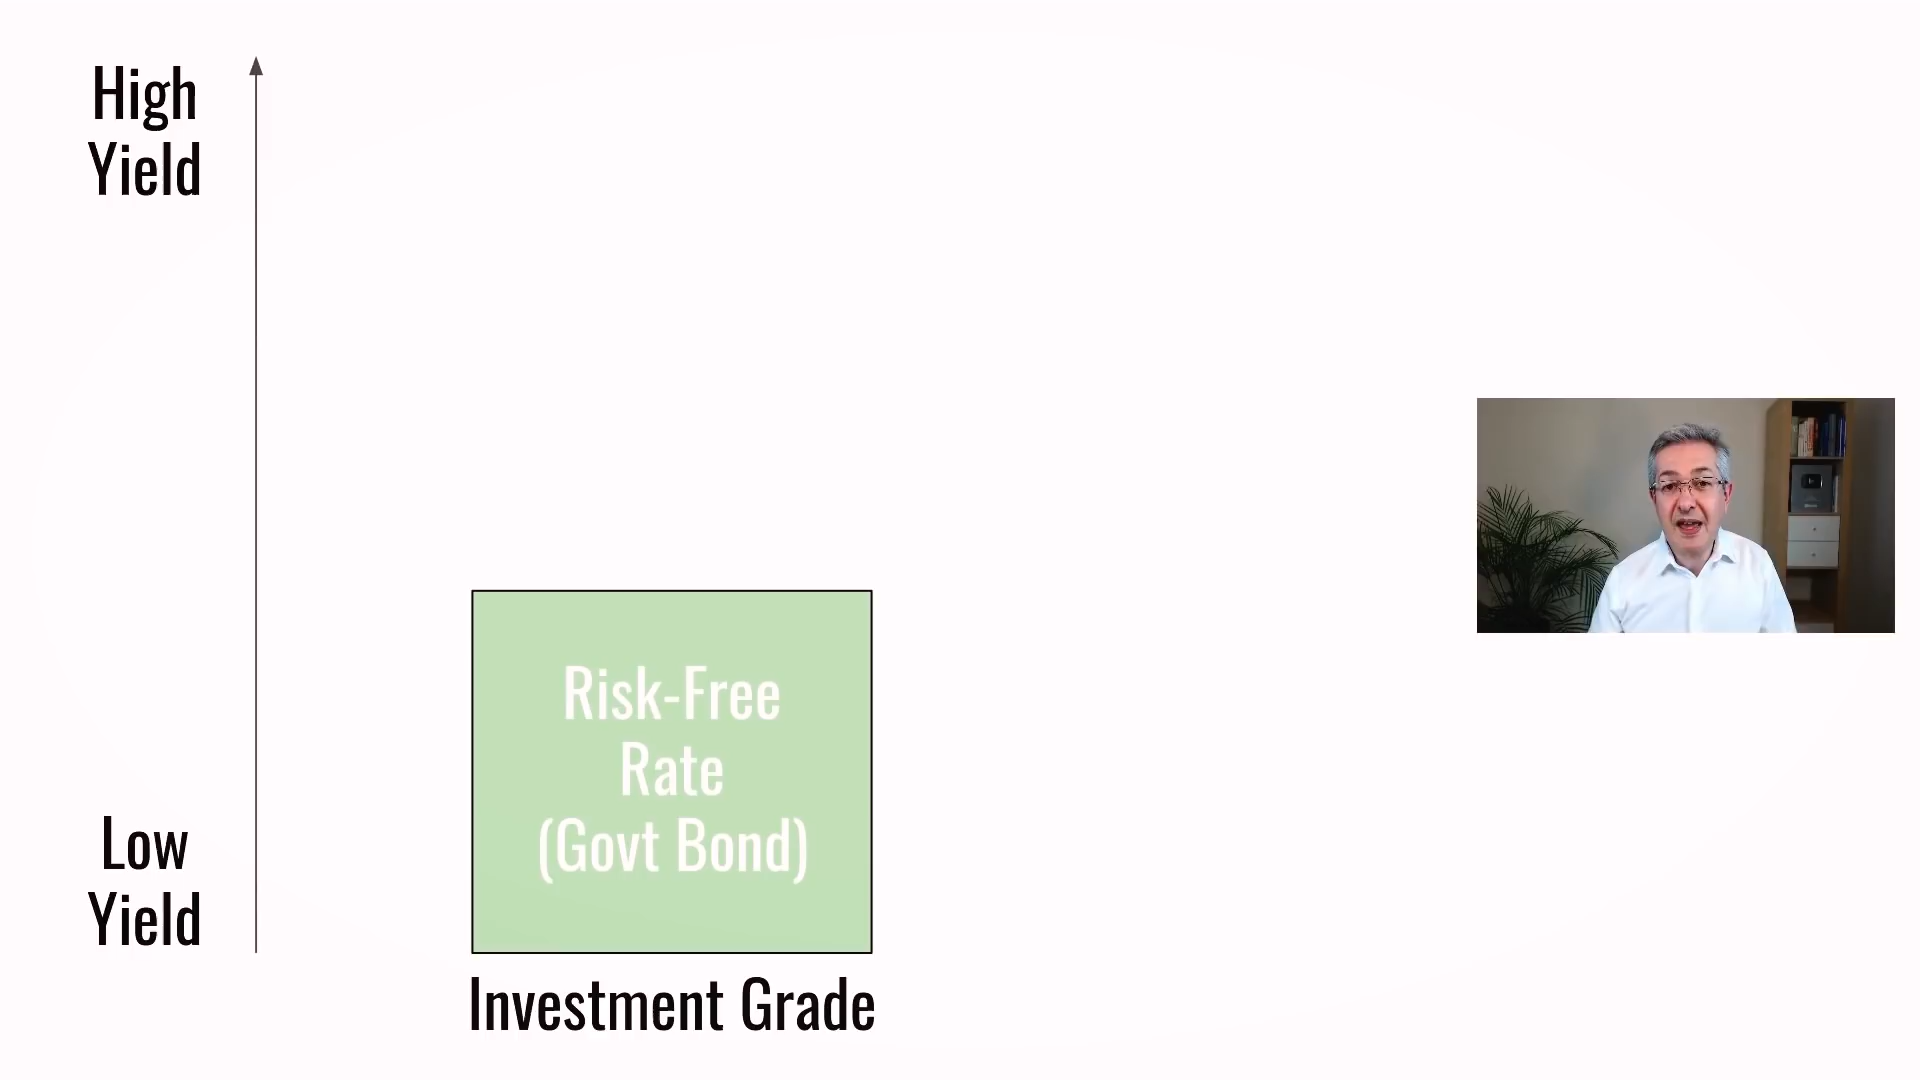 High
Yield
Risk-Free
Rate
(Govt Bond)
Low
Yield
Investment Grade